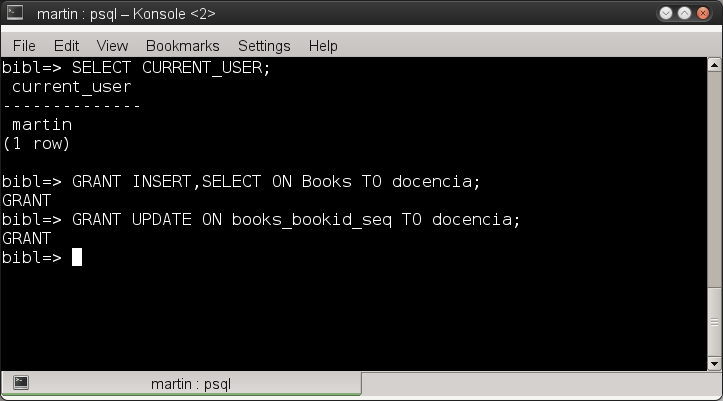 martin : psql – Konsole <2>
File Edit View Bookmarks Settings Help
bibl=> SELECT CURRENT_USER;
 current_user
--------------
 martin
(1 row)

bibl=> GRANT INSERT,SELECT ON Books TO docencia;
GRANT
bibl=> GRANT UPDATE ON books_bookid_seq TO docencia;
GRANT
bibl=>
martin : psql